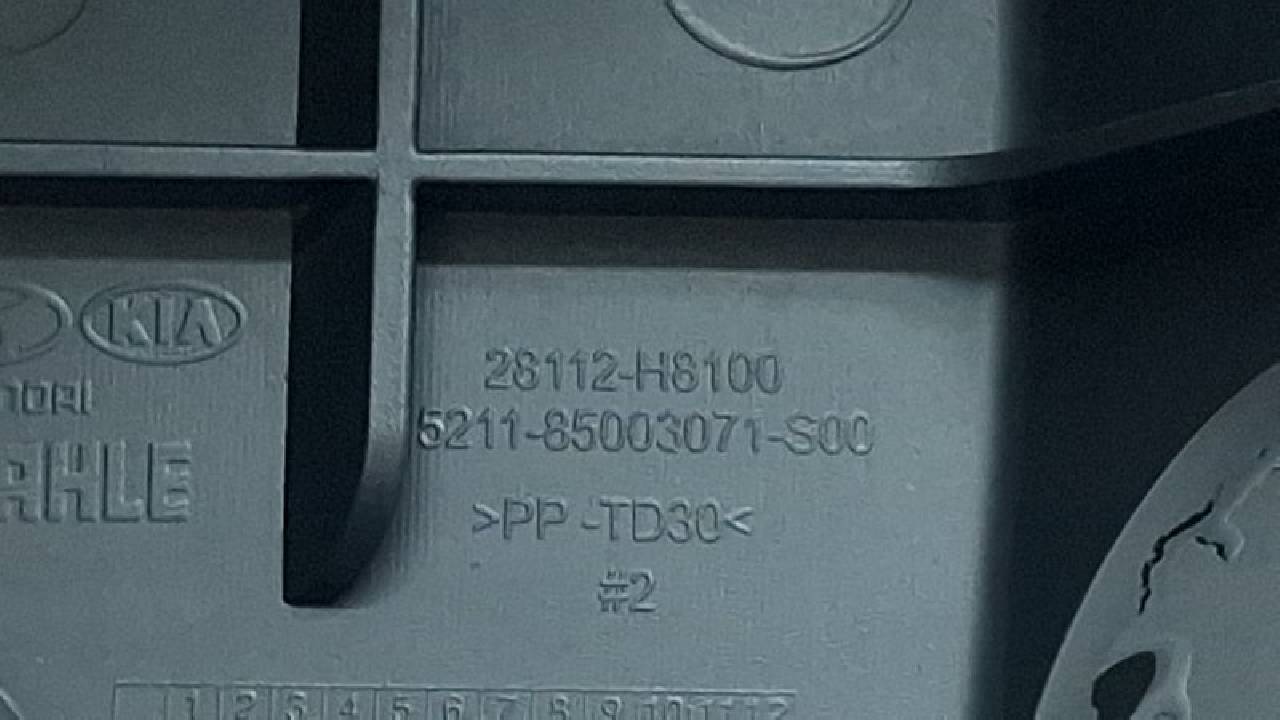 KIA
28112-H8100
5211-85003071-S00
>PP-TD30<
#2
1 2 3 4 5 6 7 8 9 10 11 12